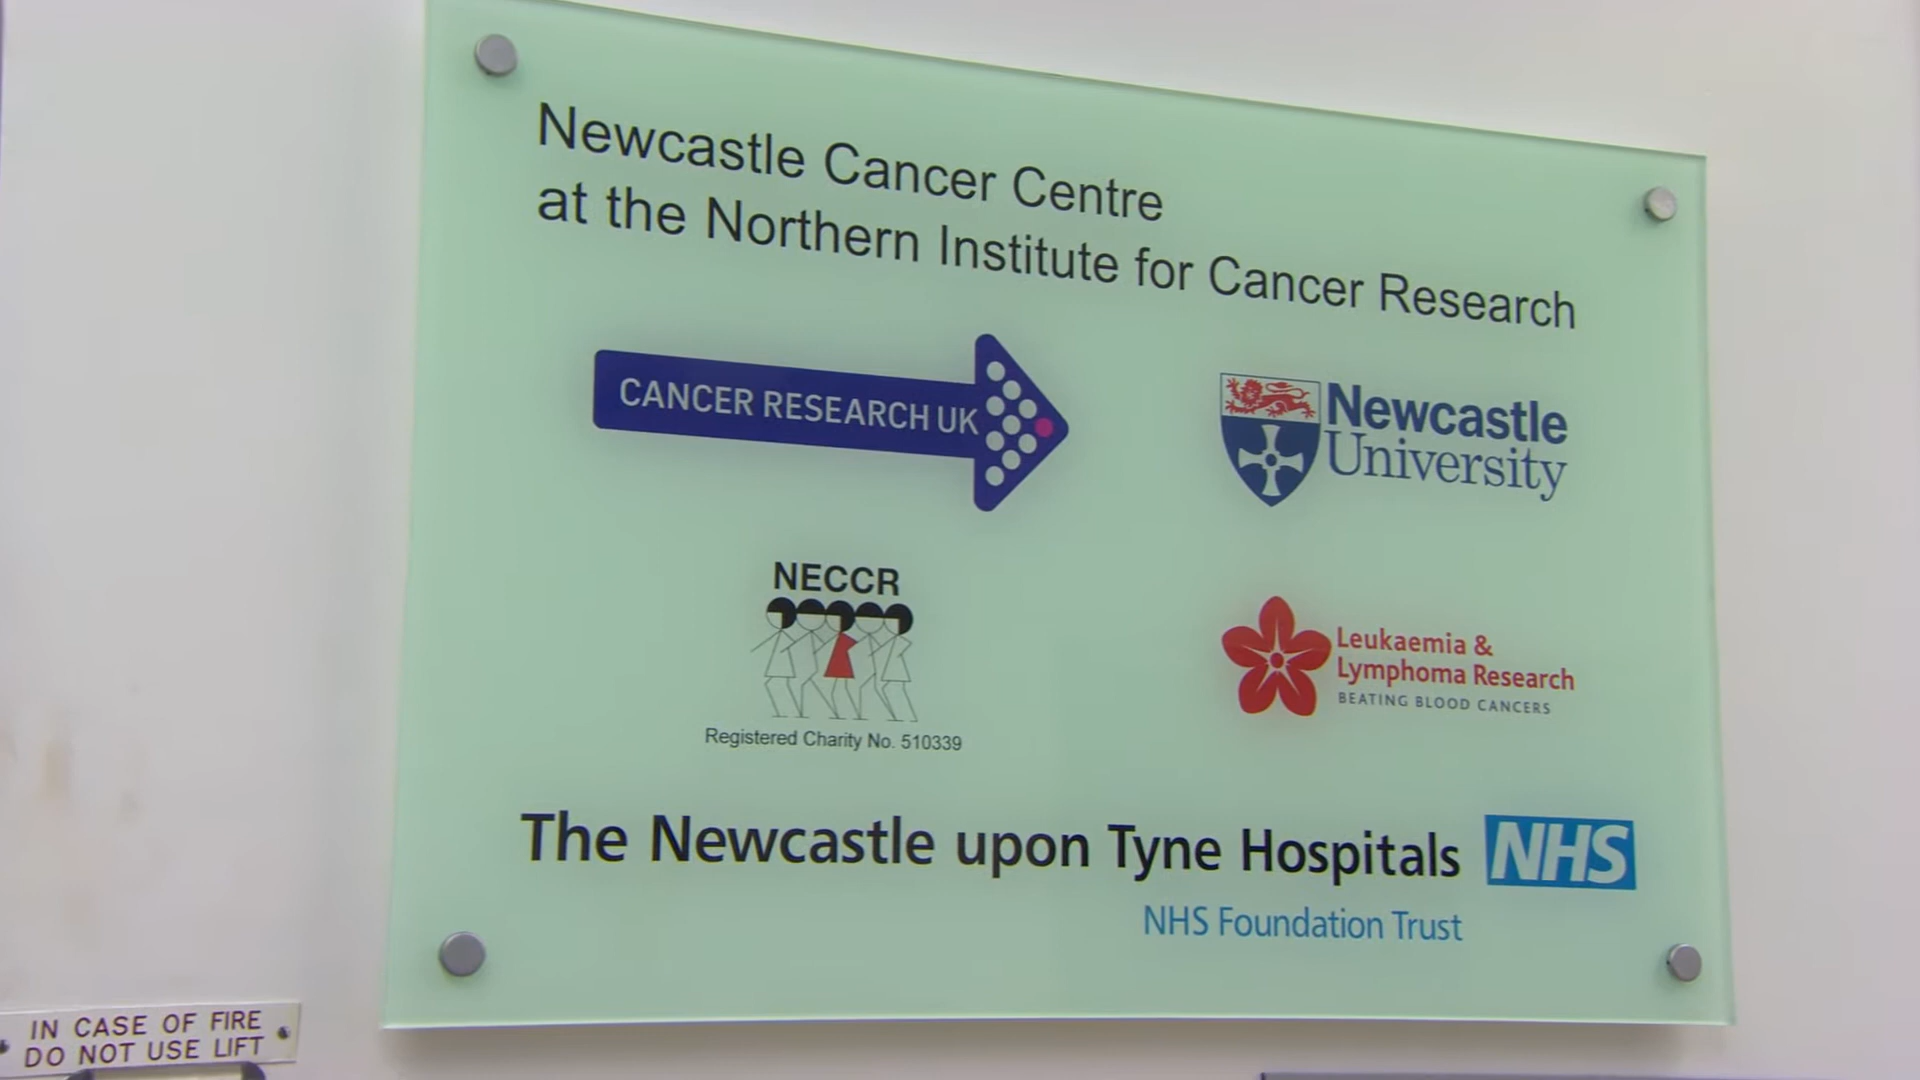 Newcastle Cancer Centre
at the Northern Institute for Cancer Research
CANCER RESEARCH UK
Newcastle
University
NECCR
Registered Charity No. 510339
Leukaemia &
Lymphoma Research
BEATING BLOOD CANCERS
The Newcastle upon Tyne Hospitals NHS
NHS Foundation Trust
IN CASE OF FIRE
DO NOT USE LIFT